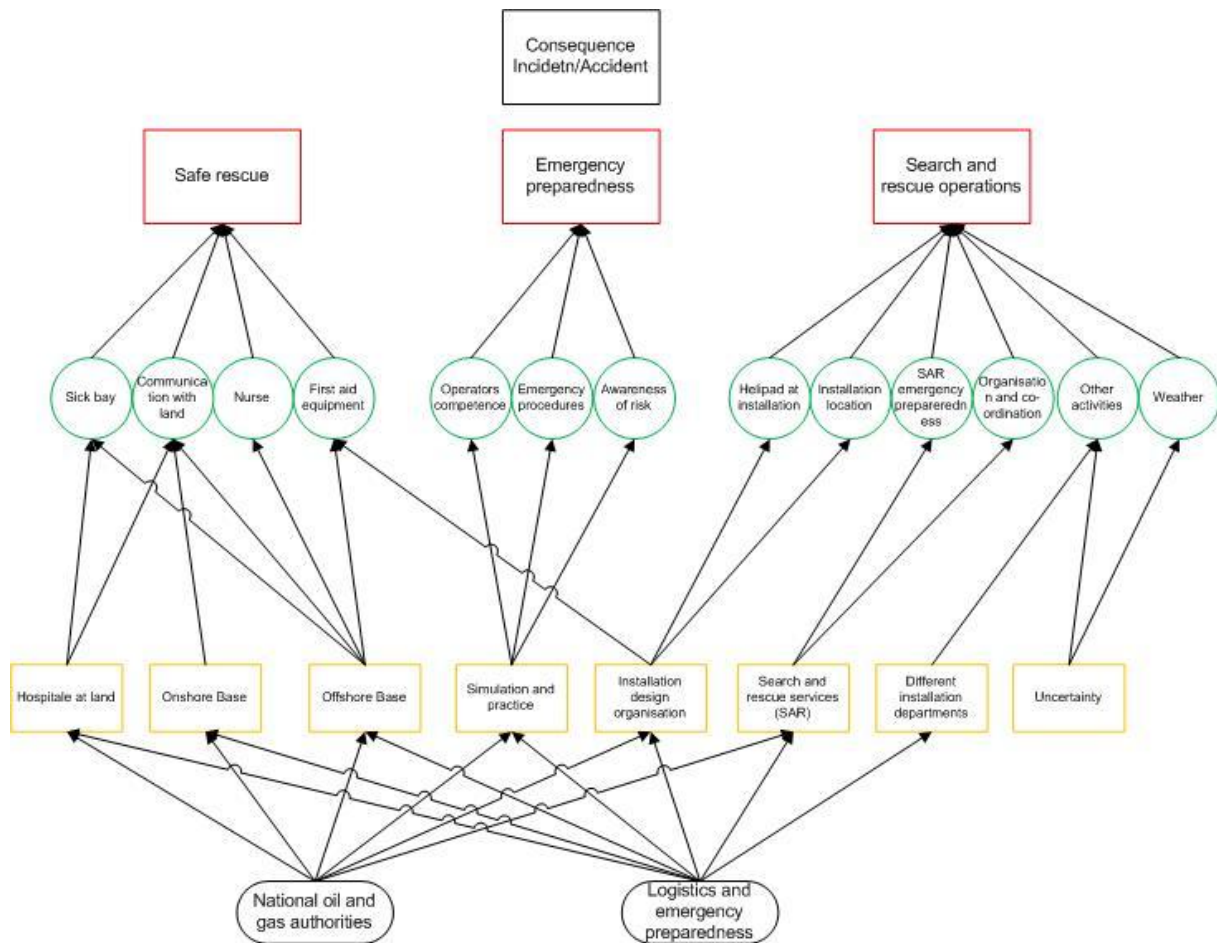 Consequence
Incidetn/Accident
Safe rescue
Emergency
preparedness
Search and
rescue operations
Sick bay
Communica
tion with
land
Nurse
First aid
equipment
Operators
competence
Emergency
procedures
Awareness
of risk
Helipad at
installation
Installation
location
SAR
emergency
prepareredn
ess
Organisatio
n and co-
ordination
Other
activities
Weather
Hospitale at land
Onshore Base
Offshore Base
Simulation and
practice
Installation
design
organisation
Search and
rescue services
(SAR)
Different
installation
departments
Uncertainty
National oil and
gas authorities
Logistics and
emergency
preparedness